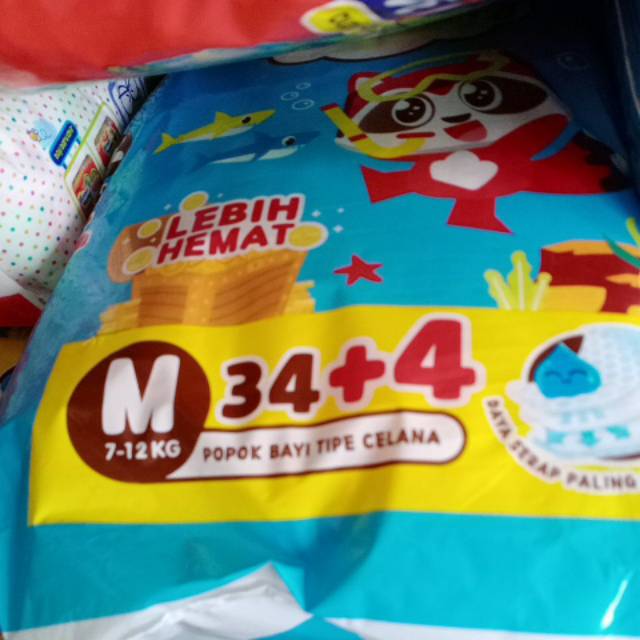 LEBIH
HEMAT
M
7-12 KG
34+4
POPOK BAYI TIPE CELANA
DAYA SERAP PALING